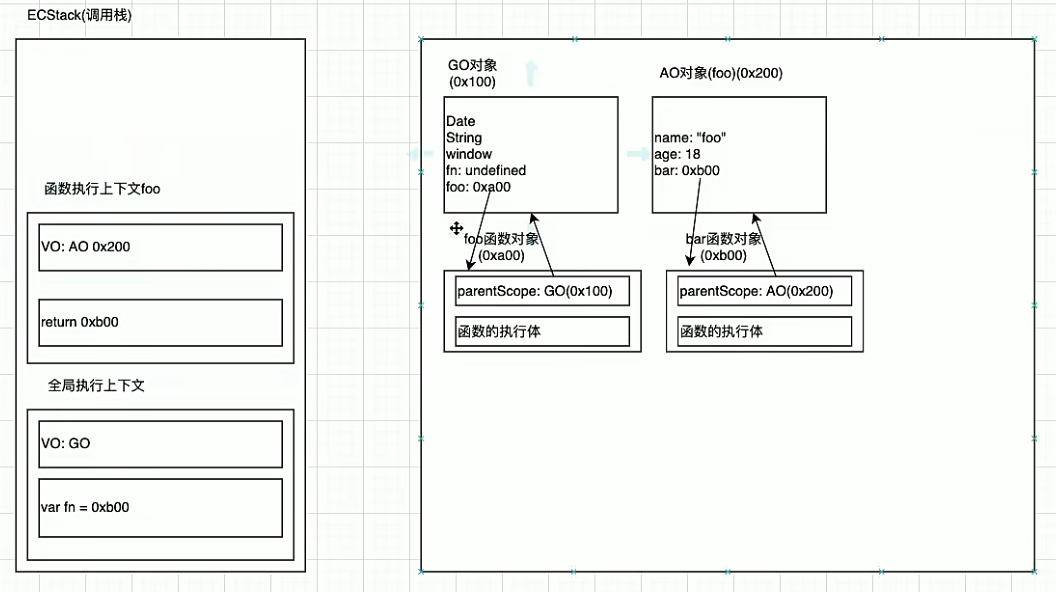 ECStack(调用栈)
函数执行上下文foo
VO: AO 0x200
return 0xb00
全局执行上下文
VO: GO
var fn = 0xb00
GO对象
(0x100)
Date
String
window
fn: undefined
foo: 0xa00
foo函数对象
(0xa00)
parentScope: GO(0x100)
函数的执行体
AO对象(foo)(0x200)
name: "foo"
age: 18
bar: 0xb00
bar函数对象
(0xb00)
parentScope: AO(0x200)
函数的执行体